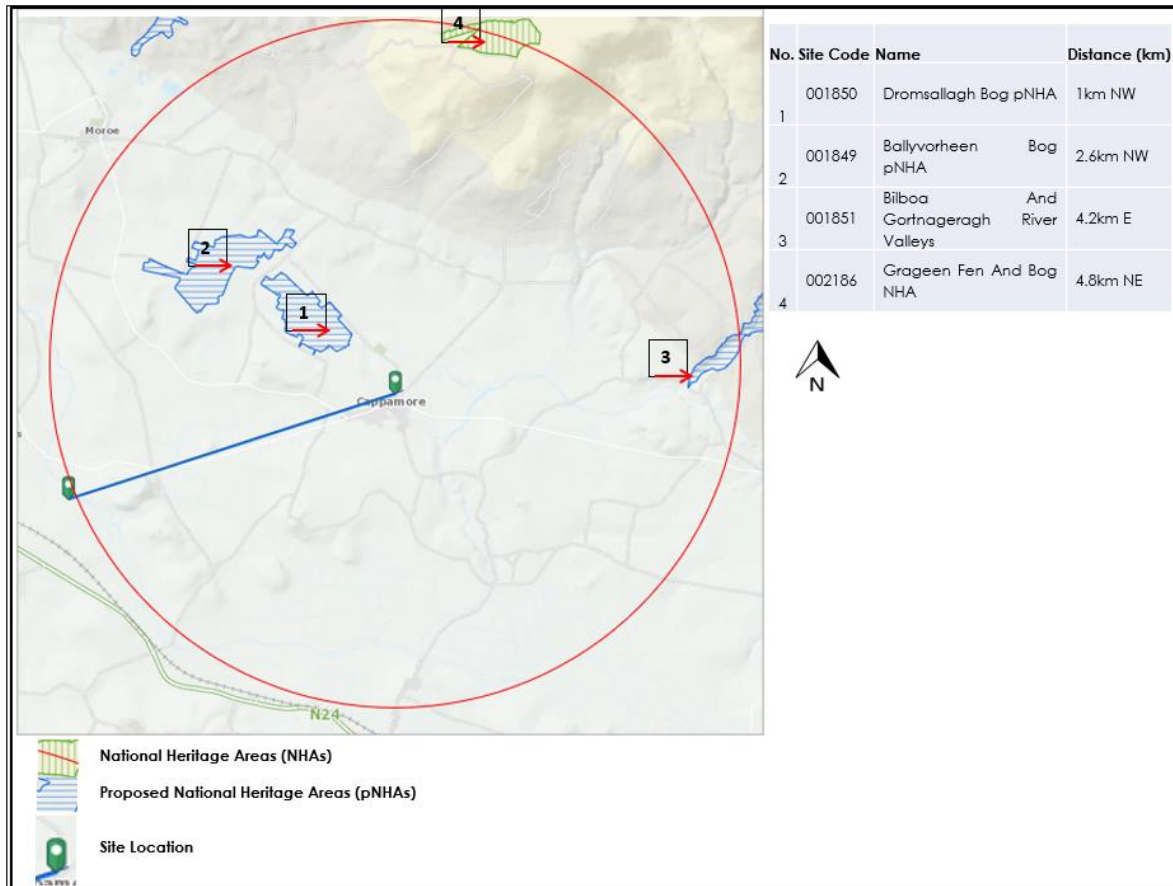 4
Moroe
2
1
3
Cappamore
s
N24
No. Site Code Name Distance (km)
1 001850 Dromsallagh Bog pNHA 1km NW
2 001849 Ballyvorheen Bog pNHA 2.6km NW
3 001851 Bilboa And Gortnageragh River Valleys 4.2km E
4 002186 Grageen Fen And Bog NHA 4.8km NE
N
National Heritage Areas (NHAs)
Proposed National Heritage Areas (pNHAs)
Site Location